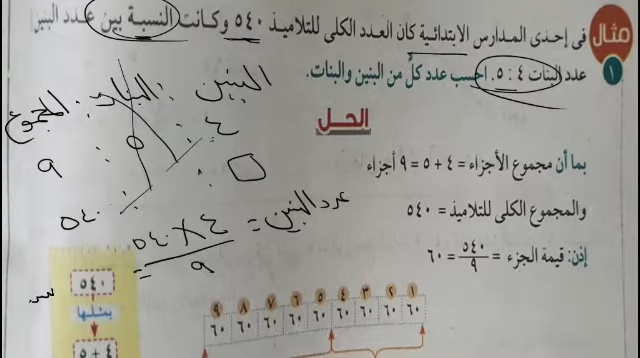 مثال ١
فى إحدى المدارس الابتدائية كان العدد الكلى للتلاميذ ٥٤٠ وكانت النسبة بين عدد البنين
عدد البنات ٤ : ٥. احسب عدد كلٍّ من البنين والبنات.
البنين : البنات : المجموع
٤ : ٥ : ٩
٥٤٠
عدد البنين = ٤ × ٥٤٠ / ٩ =
الحل
بما أن مجموع الأجزاء = ٤ + ٥ = ٩ أجزاء
والمجموع الكلى للتلاميذ = ٥٤٠
إذن: قيمة الجزء = ٥٤٠ / ٩ = ٦٠
٥٤٠
يمثلها
٤ + ٥
١ ٢ ٣ ٤ ٥ ٦ ٧ ٨ ٩
٦٠ ٦٠ ٦٠ ٦٠ ٦٠ ٦٠ ٦٠ ٦٠ ٦٠